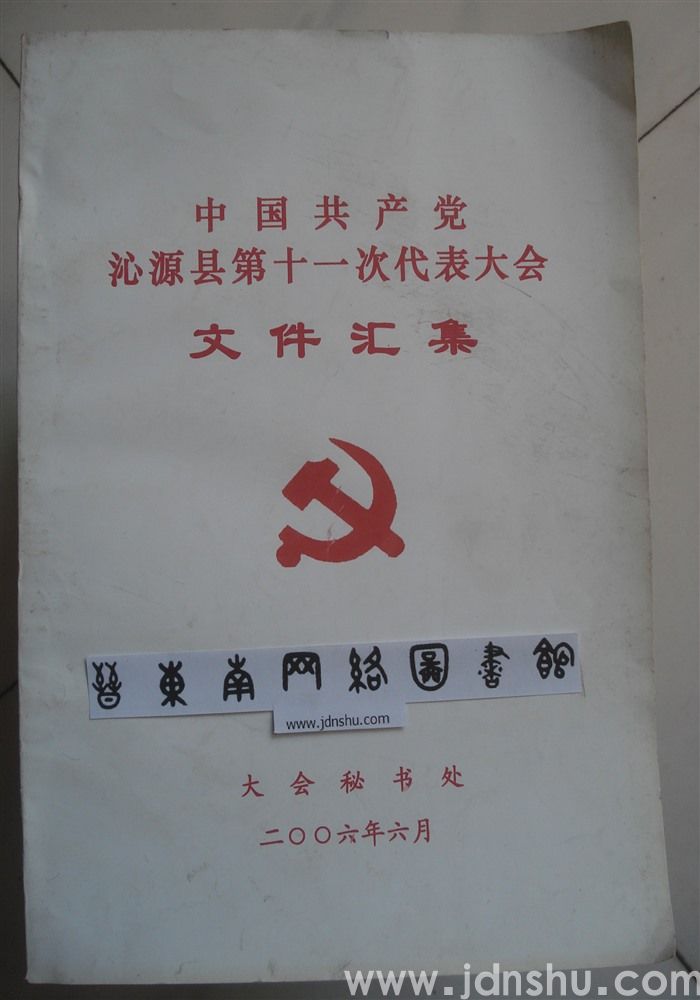 中国共产党
沁源县第十一次代表大会
文件汇集
晉東南网絡圖書館
www.jdnshu.com
大会秘书处
二〇〇六年六月
www.jdnshu.com